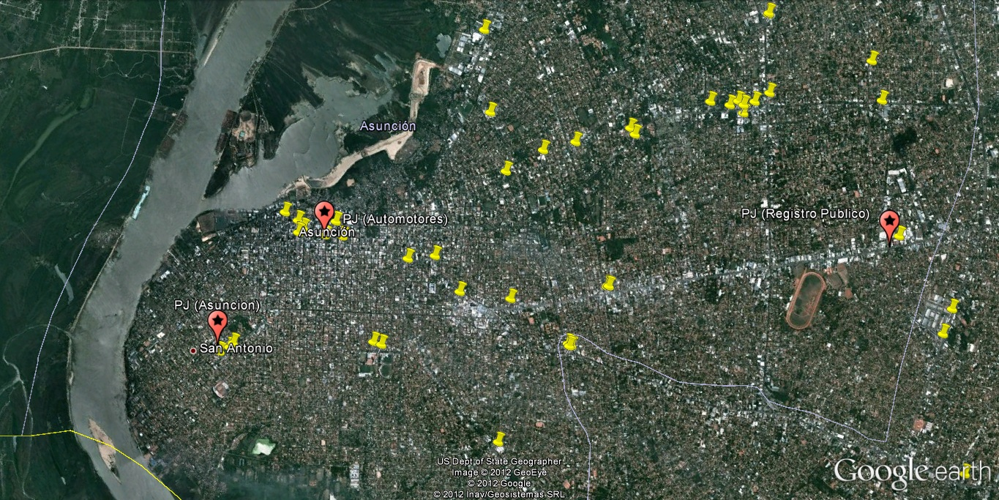 Asunción
PJ (Automotores)
Asunción
PJ (Registro Publico)
PJ (Asuncion)
San Antonio
US Dept of State Geographer
Image © 2012 GeoEye
© 2012 Google
© 2012 Inav/Geosistemas SRL
Google earth